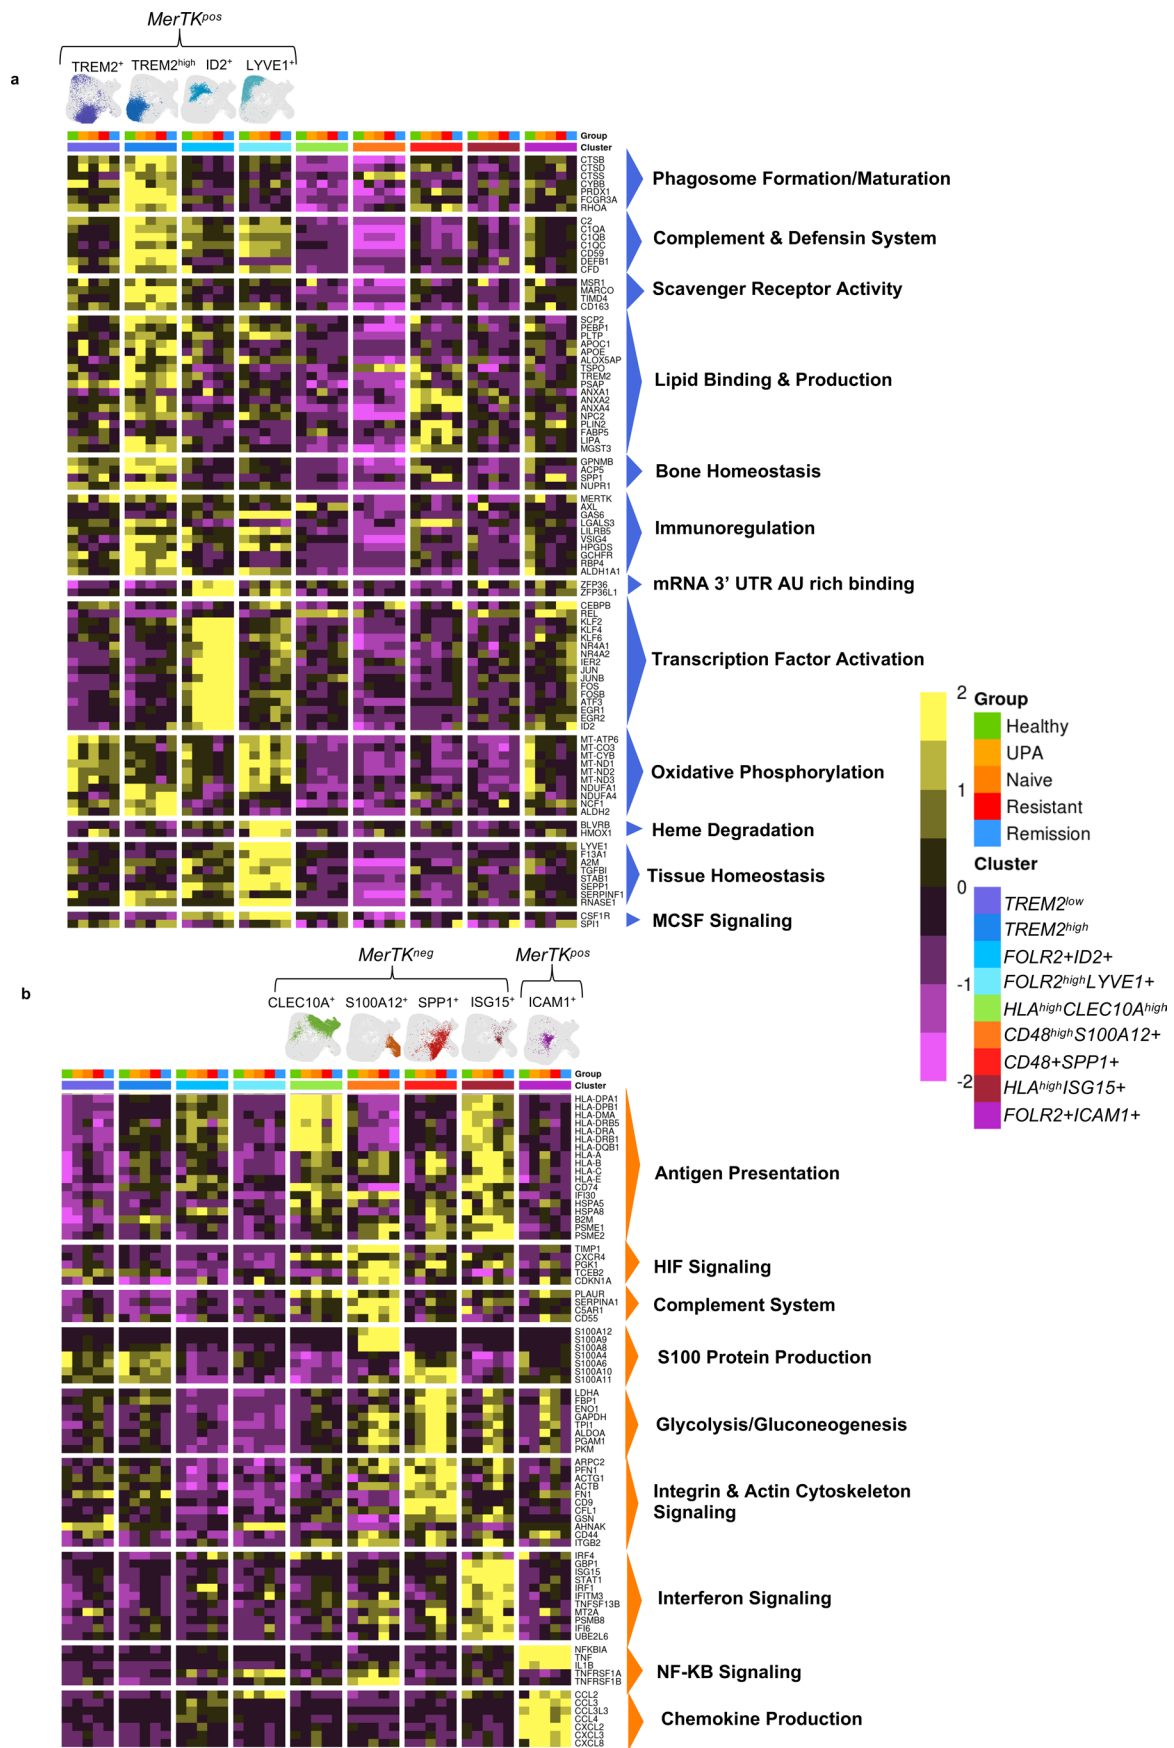 MerTKpos
TREM2+ TREM2high ID2+ LYVE1+
a
Group
Cluster
CTSB
CTSD
CTSS
CYBB
PRDX1
FCGR3A
RHOA
Phagosome Formation/Maturation
C2
C1QA
C1QB
C1QC
CD59
DEFB1
CFD
Complement & Defensin System
MSR1
MARCO
TIMD4
CD163
Scavenger Receptor Activity
SCP2
PEBP1
PLTP
APOC1
APOE
ALOX5AP
TSPO
TREM2
PSAP
ANXA1
ANXA2
ANXA4
NPC2
PLIN2
FABP5
LIPA
MGST3
Lipid Binding & Production
GPNMB
ACP5
SPP1
NUPR1
Bone Homeostasis
MERTK
AXL
GAS6
LGALS3
LILRB5
VSIG4
HPGDS
GCHFR
RBP4
ALDH1A1
Immunoregulation
ZFP36
ZFP36L1
mRNA 3’ UTR AU rich binding
CEBPB
REL
KLF2
KLF4
KLF6
NR4A1
NR4A2
IER2
JUN
JUNB
FOS
FOSB
ATF3
EGR1
EGR2
ID2
Transcription Factor Activation
MT-ATP6
MT-CO3
MT-CYB
MT-ND1
MT-ND2
MT-ND3
NDUFA1
NDUFA4
NCF1
ALDH2
Oxidative Phosphorylation
BLVRB
HMOX1
Heme Degradation
LYVE1
F13A1
A2M
TGFBI
STAB1
SEPP1
SERPINF1
RNASE1
Tissue Homeostasis
CSF1R
SPI1
MCSF Signaling
2
1
0
-1
-2
Group
Healthy
UPA
Naive
Resistant
Remission
Cluster
TREM2low
TREM2high
FOLR2+ID2+
FOLR2highLYVE1+
HLAhighCLEC10Ahigh
CD48highS100A12+
CD48+SPP1+
HLAhighISG15+
FOLR2+ICAM1+
MerTKneg MerTKpos
b
CLEC10A+ S100A12+ SPP1+ ISG15+ ICAM1+
Group
Cluster
HLA-DPA1
HLA-DPB1
HLA-DMA
HLA-DRB5
HLA-DRA
HLA-DRB1
HLA-DQB1
HLA-A
HLA-B
HLA-C
HLA-E
CD74
IFI30
HSPA5
HSPA8
B2M
PSME1
PSME2
Antigen Presentation
TIMP1
CXCR4
PGK1
TCEB2
CDKN1A
HIF Signaling
PLAUR
SERPINA1
C5AR1
CD55
Complement System
S100A12
S100A9
S100A8
S100A4
S100A6
S100A10
S100A11
S100 Protein Production
LDHA
FBP1
ENO1
GAPDH
TPI1
ALDOA
PGAM1
PKM
Glycolysis/Gluconeogenesis
ARPC2
PFN1
ACTG1
ACTB
FN1
CD9
CFL1
GSN
AHNAK
CD44
ITGB2
Integrin & Actin Cytoskeleton
Signaling
IRF4
GBP1
ISG15
STAT1
IRF1
IFITM3
TNFSF13B
MT2A
PSMB8
IFI6
UBE2L6
Interferon Signaling
NFKBIA
TNF
IL1B
TNFRSF1A
TNFRSF1B
NF-KB Signaling
CCL2
CCL3
CCL3L3
CCL4
CXCL2
CXCL3
CXCL8
Chemokine Production